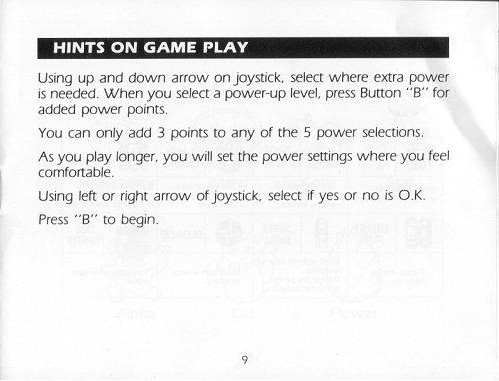 HINTS ON GAME PLAY
Using up and down arrow on joystick, select where extra power
is needed. When you select a power-up level, press Button "B" for
added power points.
You can only add 3 points to any of the 5 power selections.
As you play longer, you will set the power settings where you feel
comfortable.
Using left or right arrow of joystick, select if yes or no is O.K.
Press "B" to begin.
9